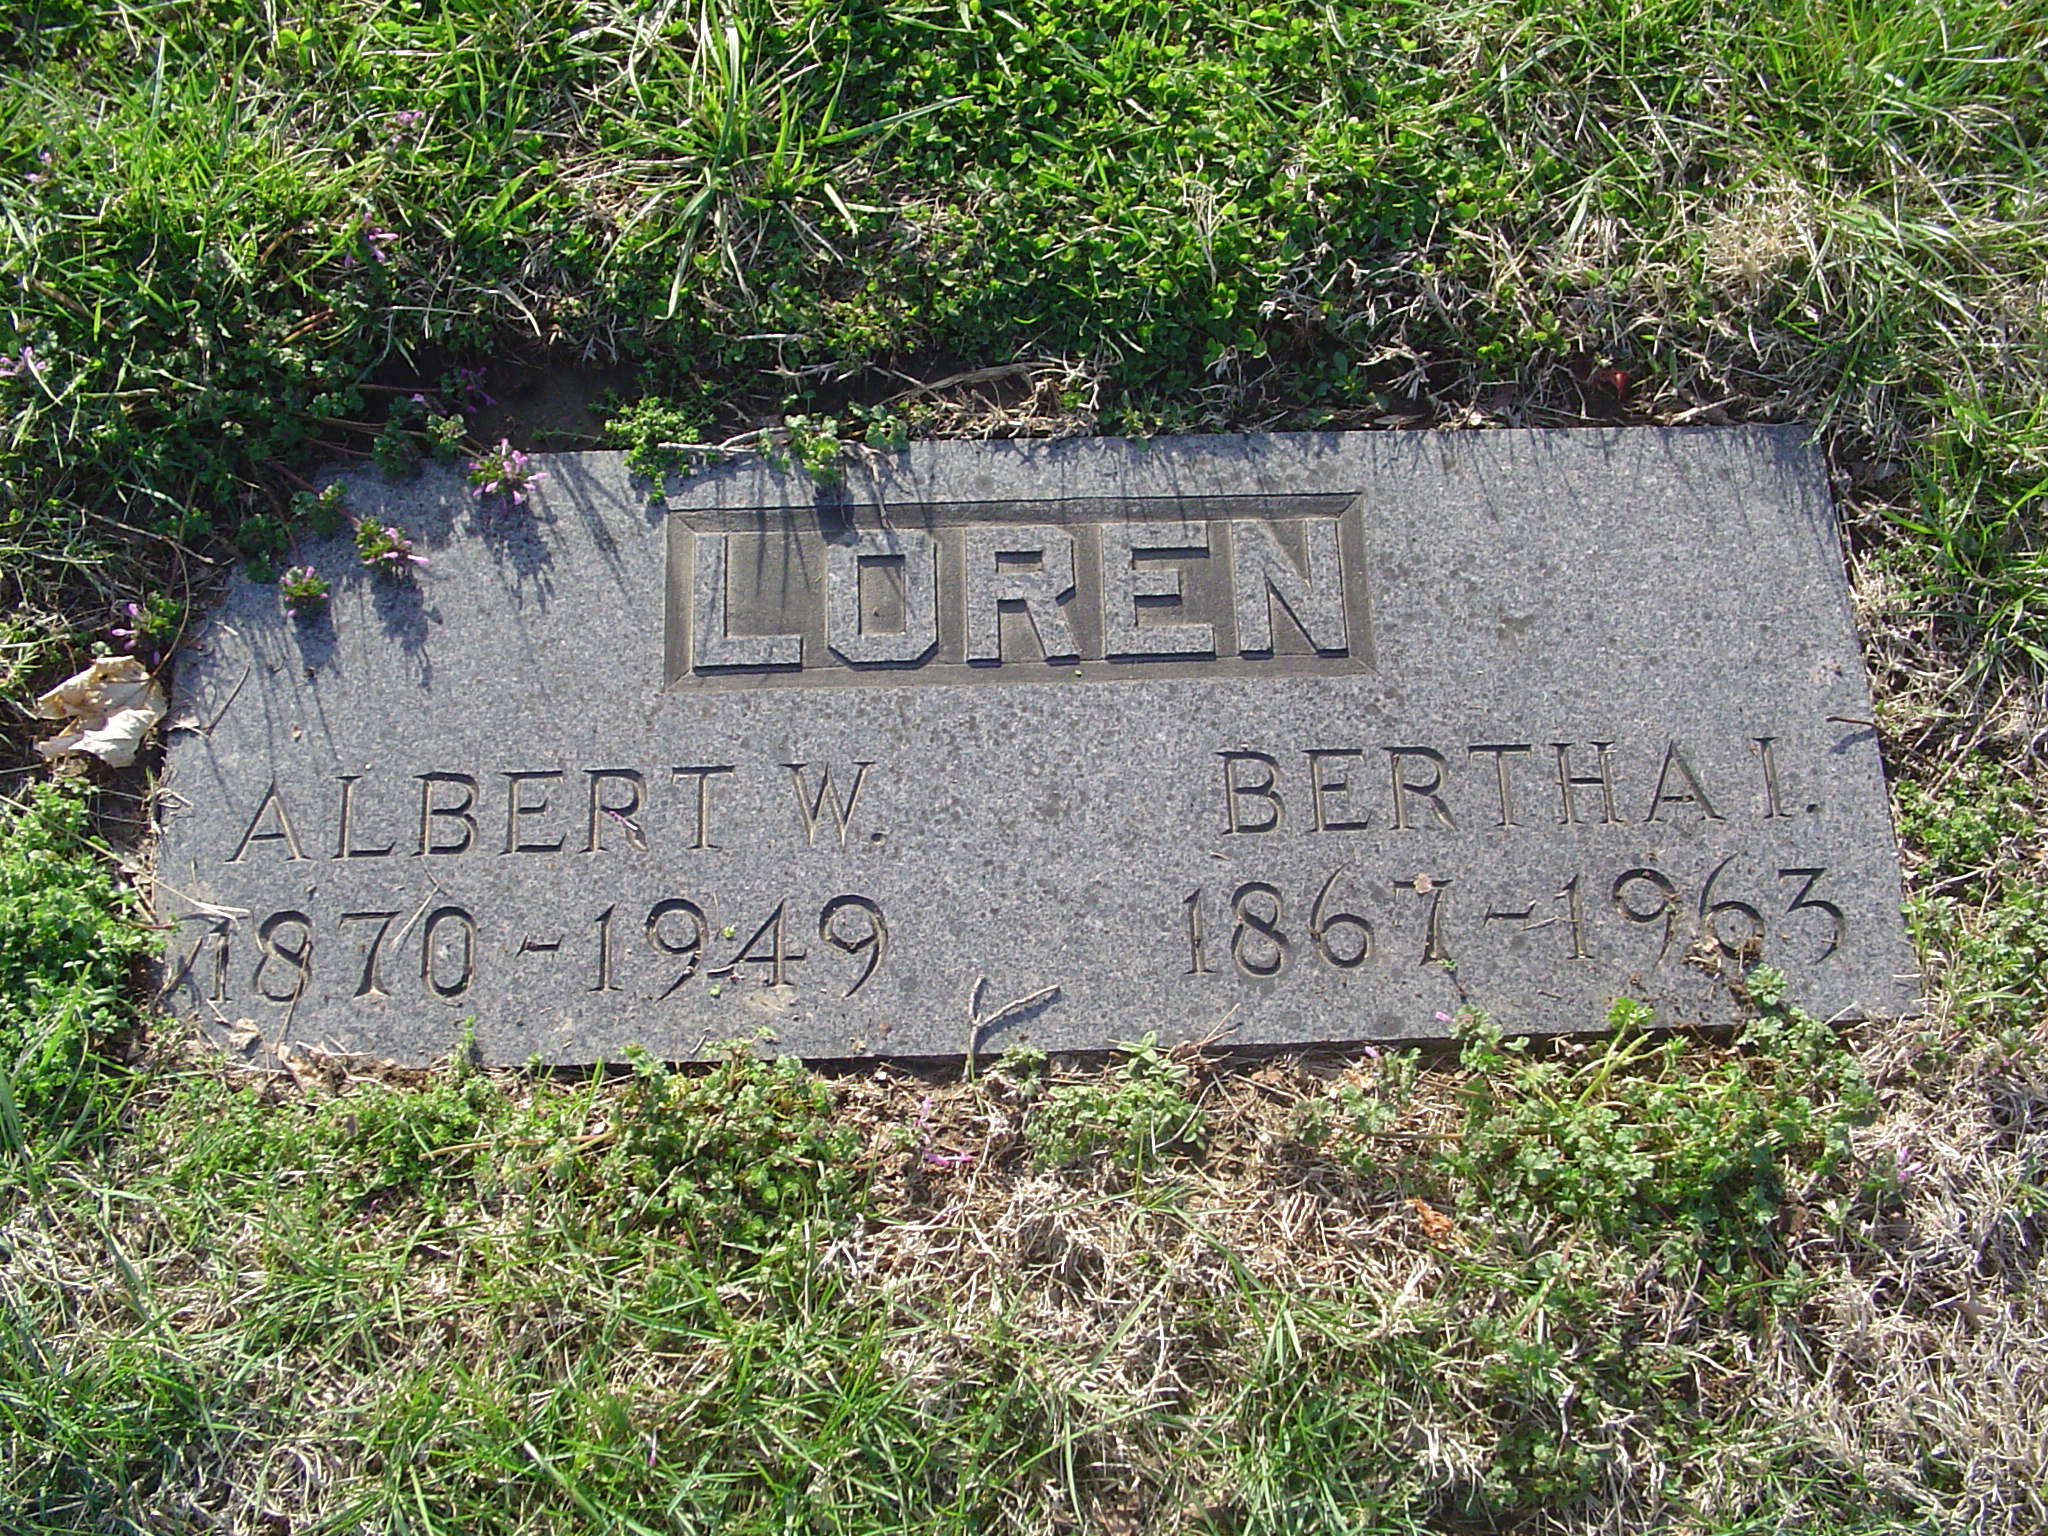 LOREN
ALBERT W. BERTHA I.
1870-1949 1867-1963